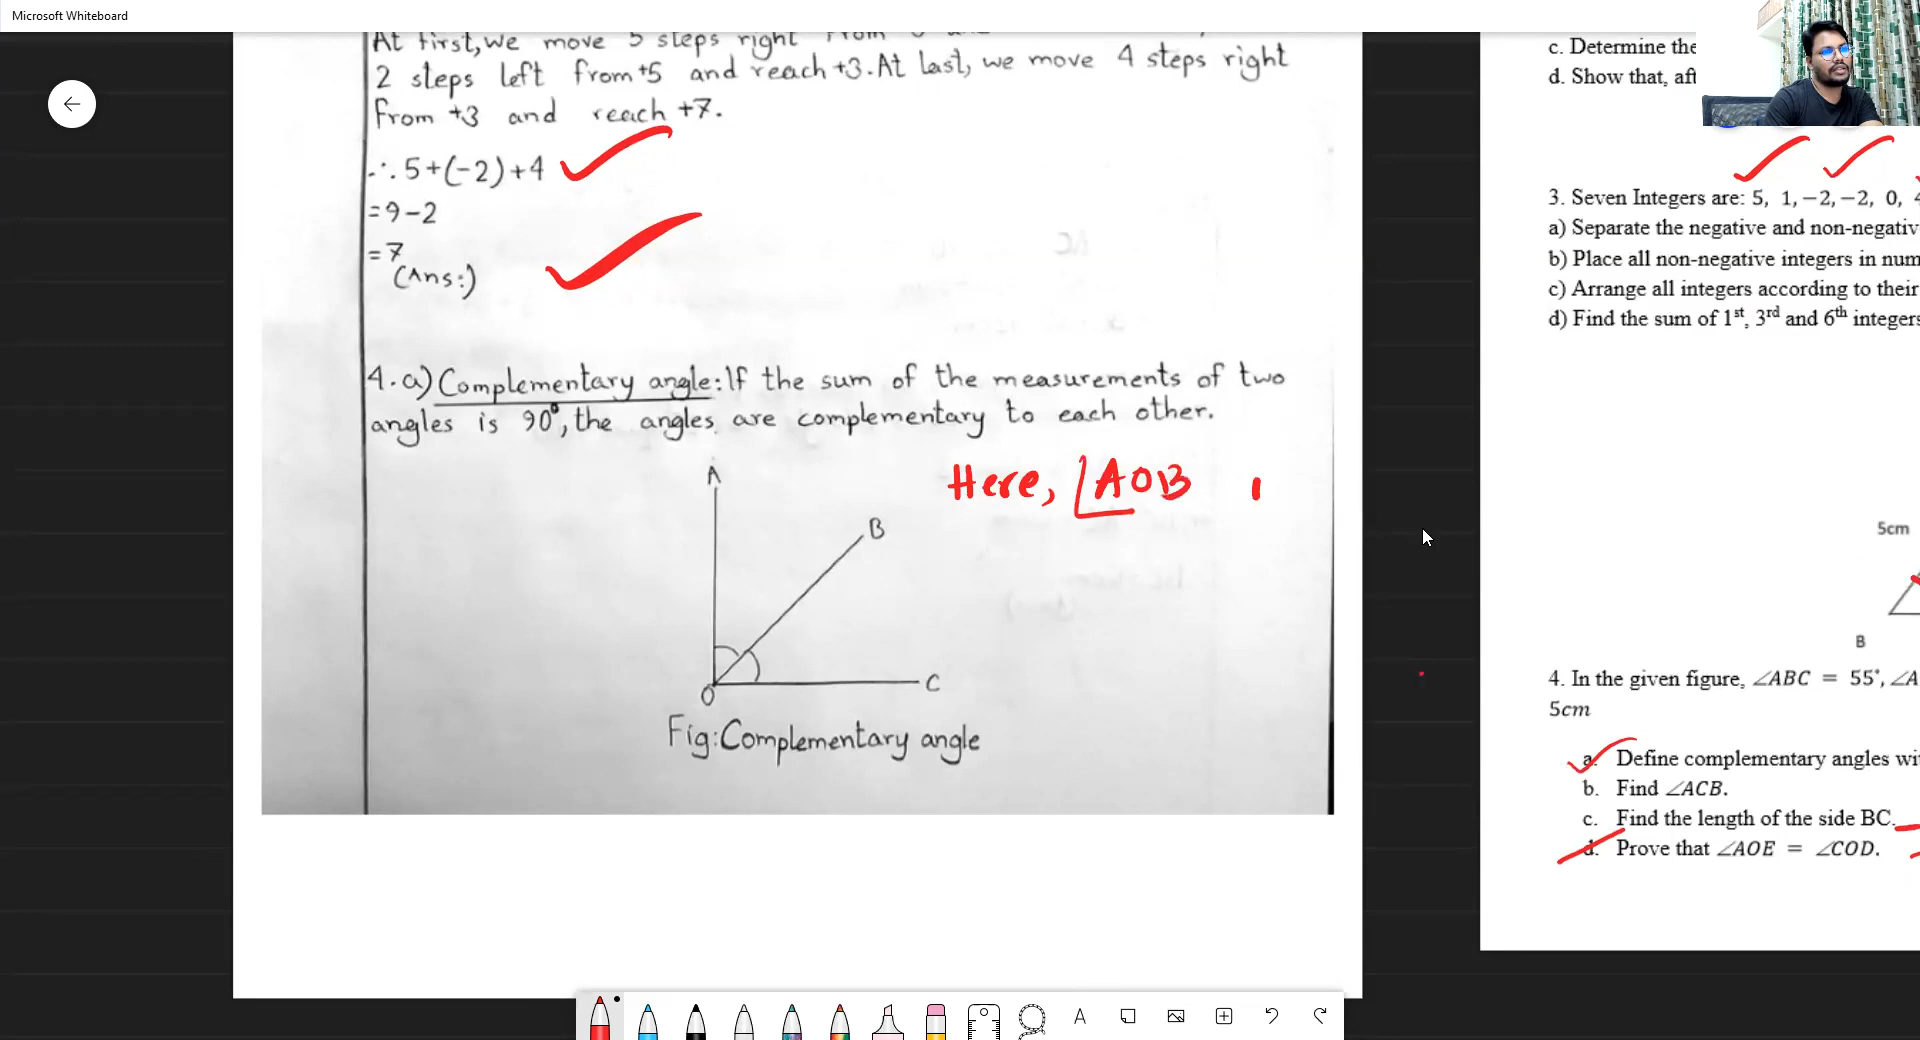 Microsoft Whiteboard
At first, we move 5 steps right from
2 steps left from +5 and reach +3. At last, we move 4 steps right
from +3 and reach +7.
∴ 5+(-2)+4
=9-2
=7
(Ans:)
4. a) Complementary angle: If the sum of the measurements of two
angles is 90°, the angles are complementary to each other.
Here, ∠AOB
A
B
O
C
Fig: Complementary angle
c. Determine the
d. Show that, aft
3. Seven Integers are: 5, 1, −2, −2, 0, 4
a) Separate the negative and non-negativ
b) Place all non-negative integers in num
c) Arrange all integers according to their
d) Find the sum of 1st, 3rd and 6th integers
5cm
B
4. In the given figure, ∠ABC = 55°, ∠A
5cm
a. Define complementary angles wi
b. Find ∠ACB.
c. Find the length of the side BC.
d. Prove that ∠AOE = ∠COD.
A